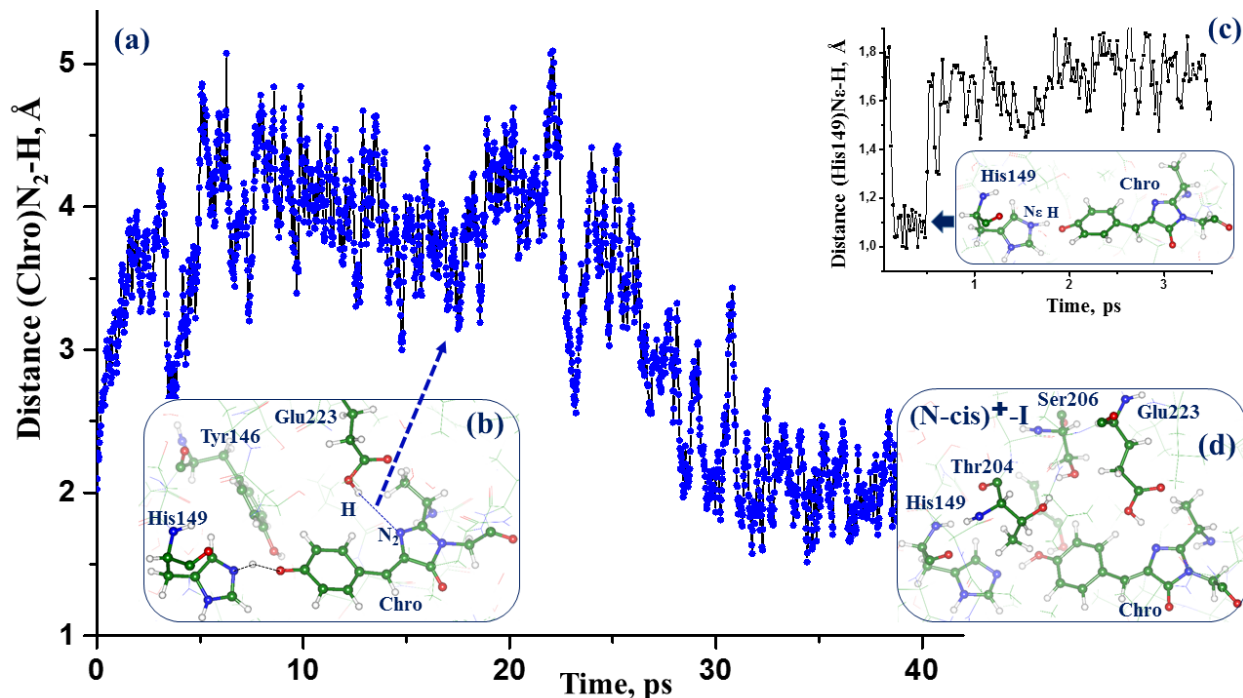 (a)
Distance (Chro)N₂-H, Å
5
4
3
2
1
0
10
20
30
40
Time, ps
(b)
Glu223
Tyr146
His149
H
N₂
Chro
(c)
Distance (His149)Nε-H, Å
1,8
1,6
1,4
1,2
1,0
1
2
3
Time, ps
His149
Chro
Nε H
(N-cis)⁺-I
Ser206
Glu223
(d)
Thr204
His149
Chro